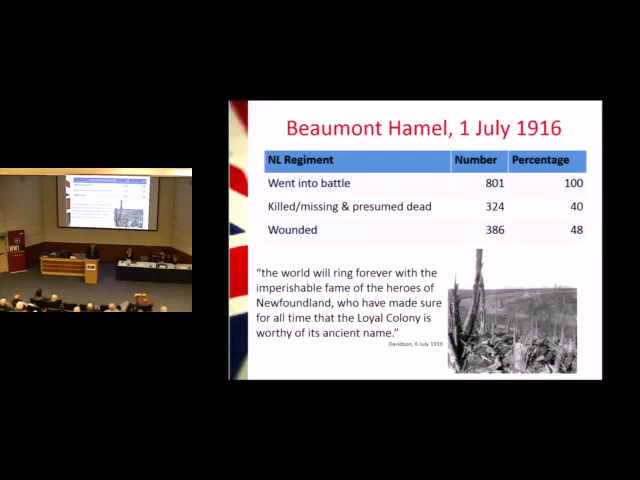 Beaumont Hamel, 1 July 1916
NL Regiment Number Percentage
Went into battle 801 100
Killed/missing & presumed dead 324 40
Wounded 386 48
“the world will ring forever with the
imperishable fame of the heroes of
Newfoundland, who have made sure
for all time that the Loyal Colony is
worthy of its ancient name.”
Davidson, 6 July 1916